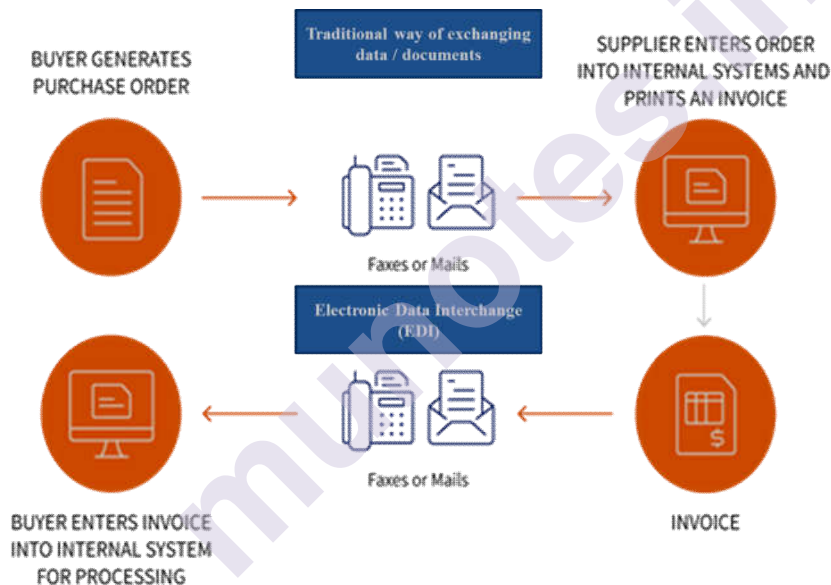 Traditional way of exchanging
data / documents
BUYER GENERATES
PURCHASE ORDER
SUPPLIER ENTERS ORDER
INTO INTERNAL SYSTEMS AND
PRINTS AN INVOICE
Faxes or Mails
Electronic Data Interchange
(EDI)
$
Faxes or Mails
BUYER ENTERS INVOICE
INTO INTERNAL SYSTEM
FOR PROCESSING
INVOICE
munotes.in